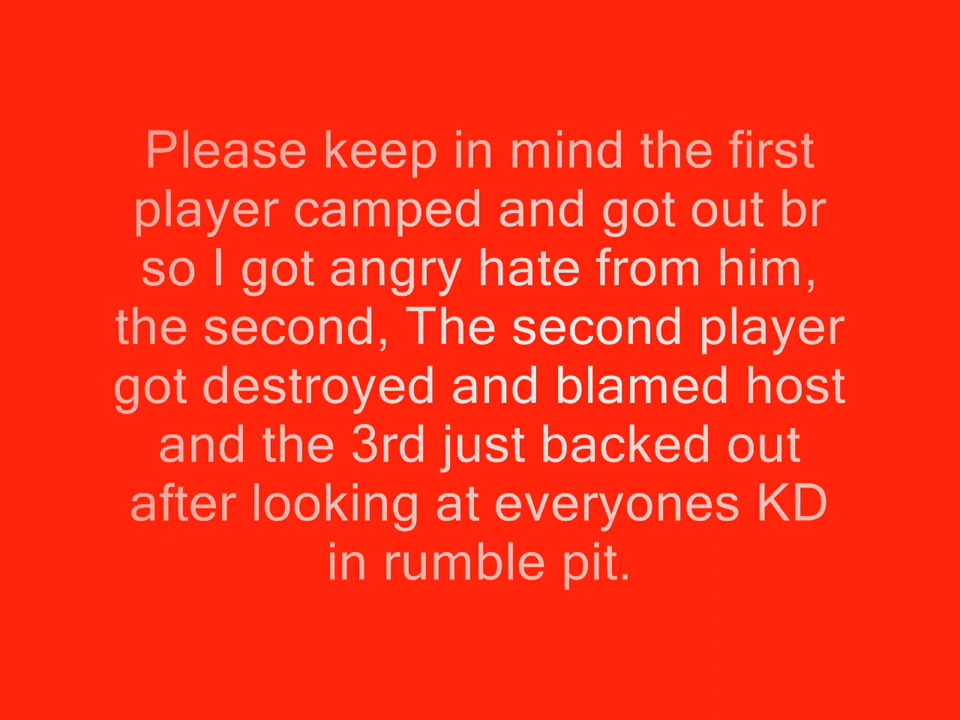 Please keep in mind the first
player camped and got out br
so I got angry hate from him,
the second, The second player
got destroyed and blamed host
and the 3rd just backed out
after looking at everyones KD
in rumble pit.